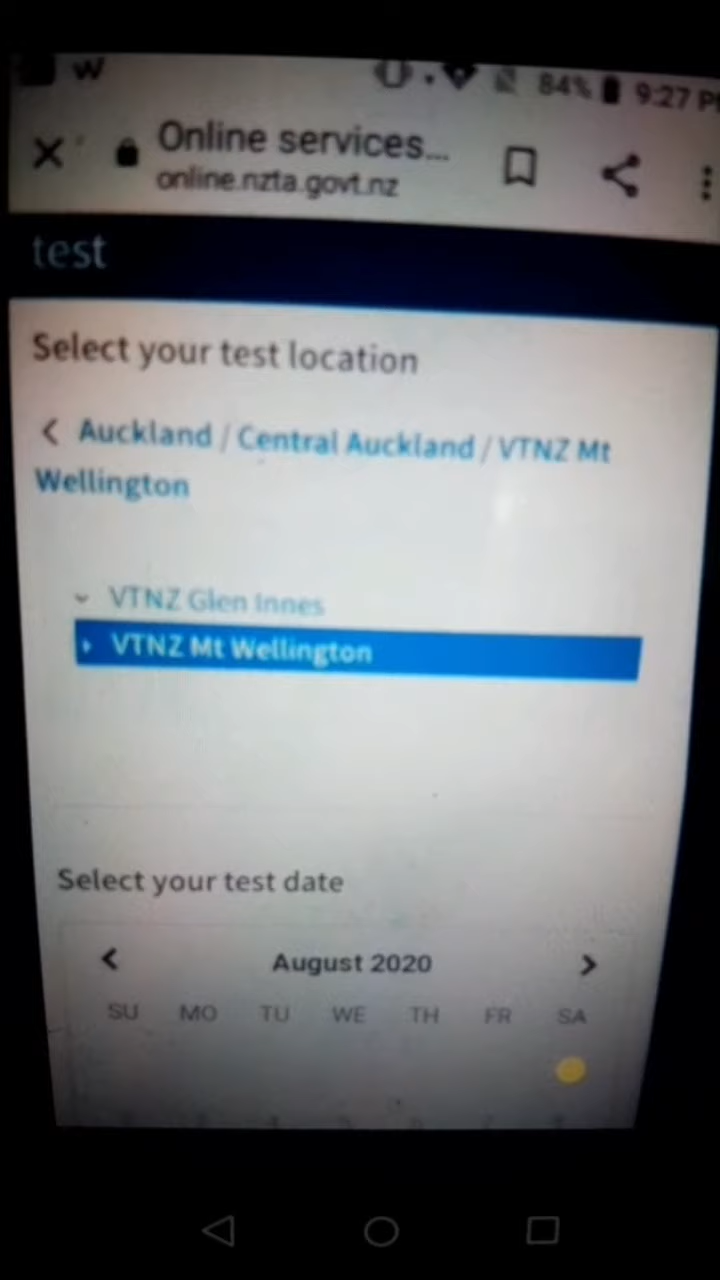 W
84% 9:27 P
Online services...
online.nzta.govt.nz
test
Select your test location
Auckland / Central Auckland / VTNZ Mt
Wellington
VTNZ Glen Innes
VTNZ Mt Wellington
Select your test date
August 2020
SU MO TU WE TH FR SA